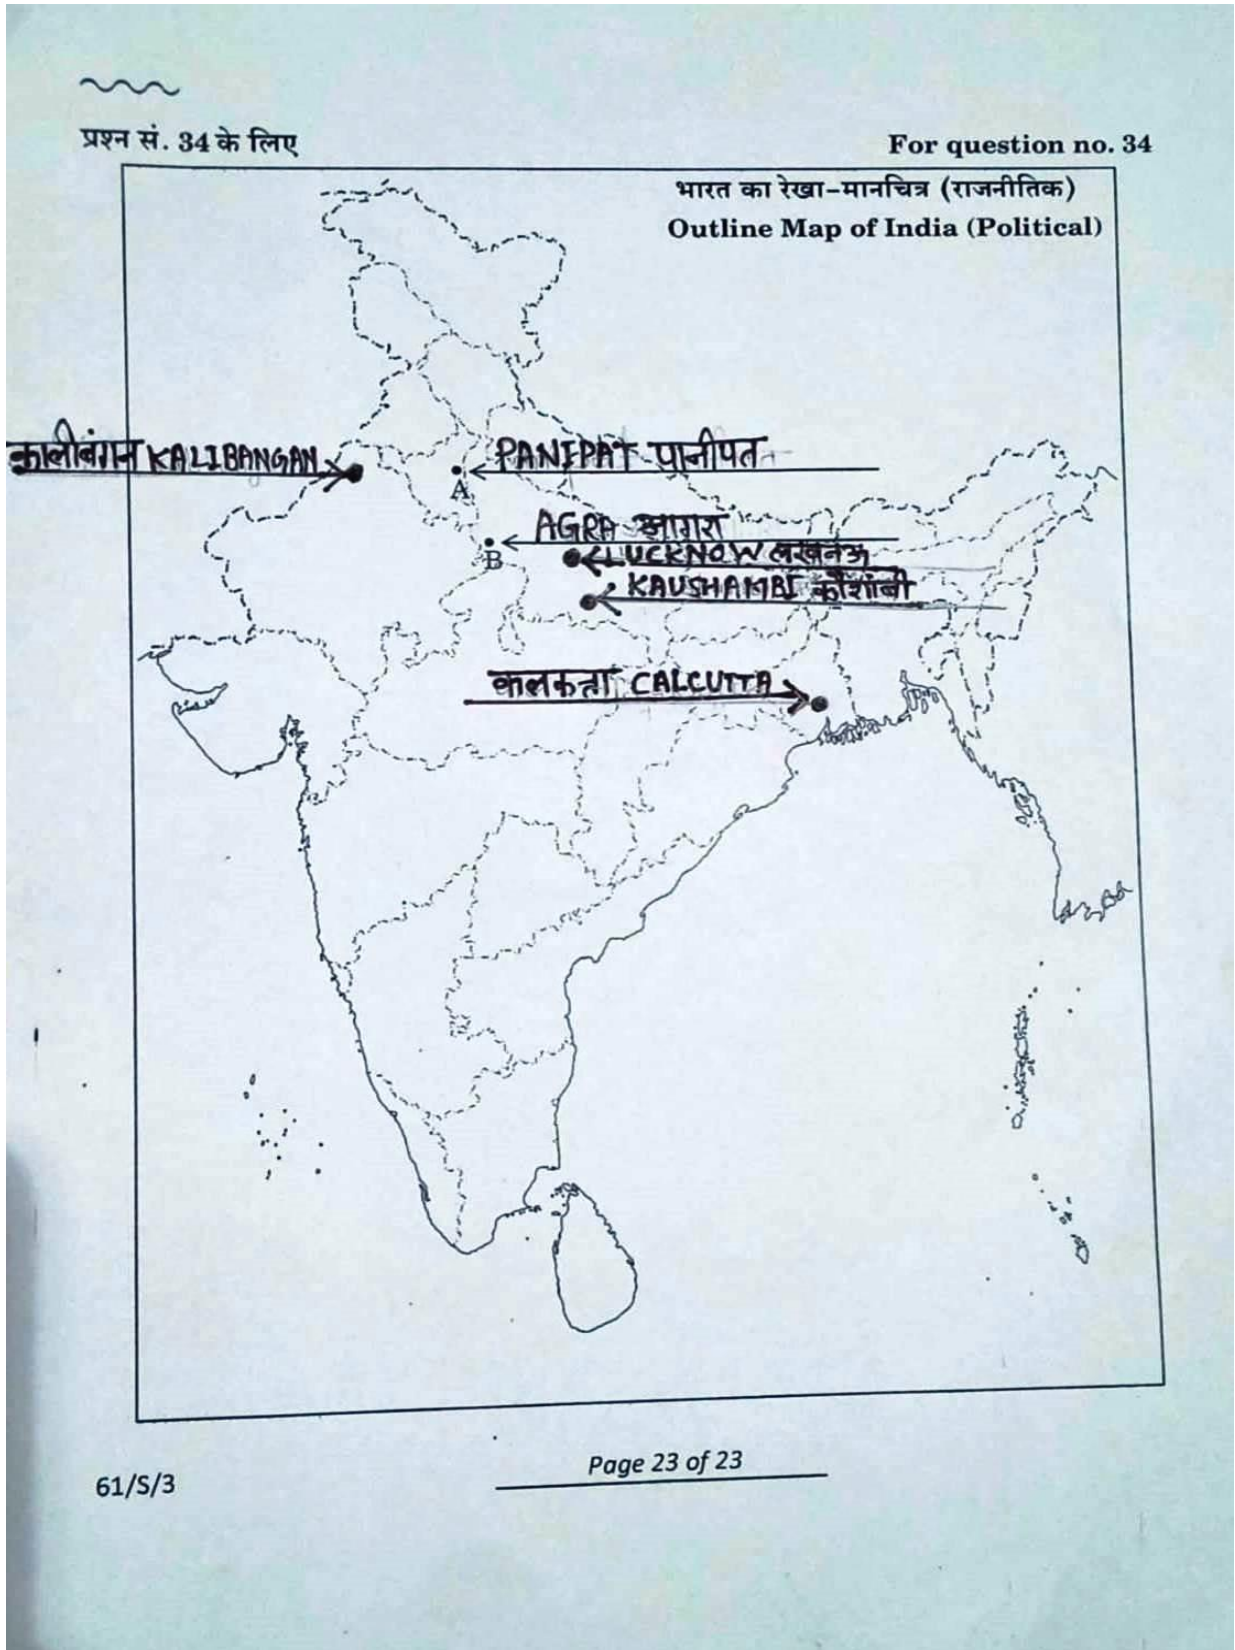 प्रश्न सं. 34 के लिए
For question no. 34
भारत का रेखा-मानचित्र (राजनीतिक)
Outline Map of India (Political)
कालीबंगन KALIBANGAN
PANIPAT पानीपत
A
AGRA आगरा
B
LUCKNOW लखनऊ
KAUSHAMBI कौशांबी
कलकत्ता CALCUTTA
61/S/3
Page 23 of 23